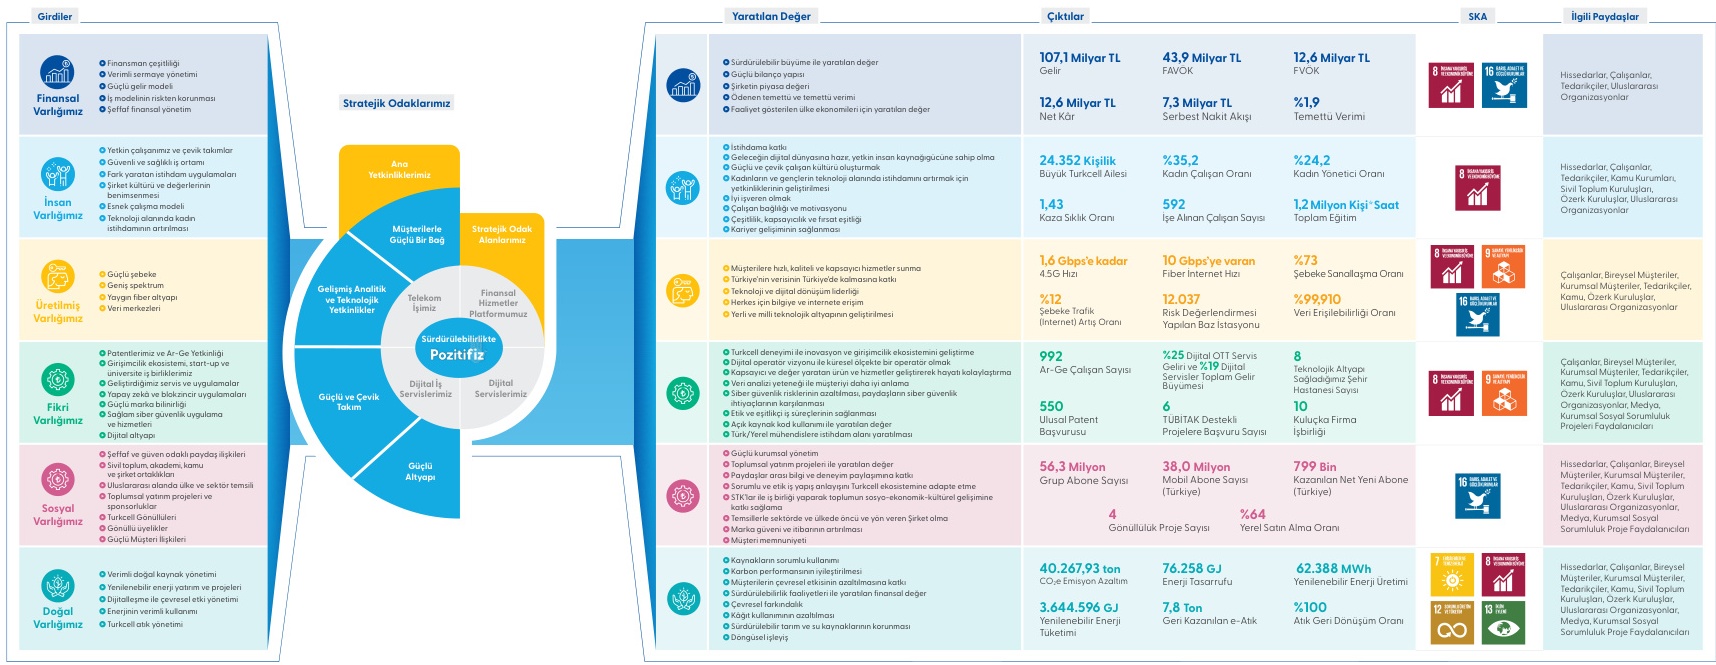 Girdiler
Finansal
Varlığımız
Finansman çeşitliliği
Verimli sermaye yönetimi
Güçlü gelir modeli
İş modelinin riskten korunması
Şeffaf finansal yönetim
İnsan
Varlığımız
Yetkin çalışanımız ve çevik takımlar
Güvenli ve sağlıklı iş ortamı
Fark yaratan istihdam uygulamaları
Şirket kültürü ve değerlerinin
benimsenmesi
Esnek çalışma modeli
Teknoloji alanında kadın
istihdamının artırılması
Üretilmiş
Varlığımız
Güçlü şebeke
Geniş spektrum
Yaygın fiber altyapı
Veri merkezleri
Fikri
Varlığımız
Patentlerimiz ve Ar-Ge Yetkinliği
Girişimcilik ekosistemi, start-up ve
üniversite iş birliklerimiz
Geliştirdiğimiz servis ve uygulamalar
Yapay zekâ ve blokzincir uygulamaları
Güçlü marka bilinirliği
Sağlam siber güvenlik uygulama
ve hizmetleri
Dijital altyapı
Sosyal
Varlığımız
Şeffaf ve güven odaklı paydaş ilişkileri
Sivil toplum, akademi, kamu
ve şirket ortaklıkları
Uluslararası alanda ülke ve sektör temsili
Toplumsal yatırım projeleri ve
sponsorluklar
Turkcell Gönüllüleri
Gönüllü üyelikler
Güçlü Müşteri İlişkileri
Doğal
Varlığımız
Verimli doğal kaynak yönetimi
Yenilenebilir enerji yatırım ve projeleri
Dijitalleşme ile çevresel etki yönetimi
Enerjinin verimli kullanımı
Turkcell atık yönetimi
Stratejik Odaklarımız
Ana
Yetkinliklerimiz
Müşterilerle
Güçlü Bir Bağ
Stratejik Odak
Alanlarımız
Gelişmiş Analitik
ve Teknolojik
Yetkinlikler
Telekom
İşimiz
Finansal
Hizmetler
Platformumuz
Sürdürülebilirlikte
Pozitifiz
Dijital İş
Servislerimiz
Dijital
Servislerimiz
Güçlü ve Çevik
Takım
Güçlü
Altyapı
Yaratılan Değer
Çıktılar
SKA
İlgili Paydaşlar
Sürdürülebilir büyüme ile yaratılan değer
Güçlü bilanço yapısı
Şirketin piyasa değeri
Ödenen temettü ve temettü verimi
Faaliyet gösterilen ülke ekonomileri için yaratılan değer
107,1 Milyar TL
Gelir
43,9 Milyar TL
FAVÖK
12,6 Milyar TL
FVÖK
12,6 Milyar TL
Net Kâr
7,3 Milyar TL
Serbest Nakit Akışı
%1,9
Temettü Verimi
8
16
Hissedarlar, Çalışanlar,
Tedarikçiler, Uluslararası
Organizasyonlar
İstihdama katkı
Geleceğin dijital dünyasına hazır, yetkin insan kaynağıgücüne sahip olma
Güçlü ve çevik çalışan kültürü oluşturmak
Kadınların ve gençlerin teknoloji alanında istihdamını artırmak için
yetkinliklerinin geliştirilmesi
İyi işveren olmak
Çalışan bağlılığı ve motivasyonu
Çeşitlilik, kapsayıcılık ve fırsat eşitliği
Kariyer gelişiminin sağlanması
24.352 Kişilik
Büyük Turkcell Ailesi
%35,2
Kadın Çalışan Oranı
%24,2
Kadın Yönetici Oranı
1,43
Kaza Sıklık Oranı
592
İşe Alınan Çalışan Sayısı
1,2 Milyon Kişi*Saat
Toplam Eğitim
8
Hissedarlar, Çalışanlar,
Tedarikçiler, Kamu Kurumları,
Sivil Toplum Kuruluşları,
Özerk Kuruluşlar, Uluslararası
Organizasyonlar
Müşterilere hızlı, kaliteli ve kapsayıcı hizmetler sunma
Türkiye'nin verisinin Türkiye'de kalmasına katkı
Teknoloji ve dijital dönüşüm liderliği
Herkes için bilgiye ve internete erişim
Yerli ve milli teknolojik altyapının geliştirilmesi
1,6 Gbps'e kadar
4.5G Hızı
10 Gbps'ye varan
Fiber İnternet Hızı
%73
Şebeke Sanallaşma Oranı
%12
Şebeke Trafik
(İnternet) Artış Oranı
12.037
Risk Değerlendirmesi
Yapılan Baz İstasyonu
%99,910
Veri Erişilebilirliği Oranı
8
9
16
Çalışanlar, Bireysel Müşteriler,
Kurumsal Müşteriler, Tedarikçiler,
Kamu, Özerk Kuruluşlar,
Uluslararası Organizasyonlar
Turkcell deneyimi ile inovasyon ve girişimcilik ekosistemini geliştirme
Dijital operatör vizyonu ile küresel ölçekte bir operatör olmak
Kapsayıcı ve değer yaratan ürün ve hizmetler geliştirerek hayatı kolaylaştırma
Veri analizi yeteneği ile müşteriyi daha iyi anlama
Siber güvenlik risklerinin azaltılması, paydaşların siber güvenlik
ihtiyaçlarının karşılanması
Etik ve eşitlikçi iş süreçlerinin sağlanması
Açık kaynak kod kullanımı ile yaratılan değer
Türk/Yerel mühendislere istihdam alanı yaratılması
992
Ar-Ge Çalışan Sayısı
%25 Dijital OTT Servis
Geliri ve %19 Dijital
Servisler Toplam Gelir
Büyümesi
8
Teknolojik Altyapı
Sağladığımız Şehir
Hastanesi Sayısı
550
Ulusal Patent
Başvurusu
6
TÜBİTAK Destekli
Projelere Başvuru Sayısı
10
Kuluçka Firma
İşbirliği
8
9
Çalışanlar, Bireysel Müşteriler,
Kurumsal Müşteriler, Tedarikçiler,
Kamu, Sivil Toplum Kuruluşları,
Özerk Kuruluşlar, Uluslararası
Organizasyonlar, Medya,
Kurumsal Sosyal Sorumluluk
Projeleri Faydalanıcıları
Güçlü kurumsal yönetim
Toplumsal yatırım projeleri ile yaratılan değer
Paydaşlar arası bilgi ve deneyim paylaşımına katkı
Sorumlu ve etik iş yapış anlayışını Turkcell ekosistemine adapte etme
STK'lar ile iş birliği yaparak toplumun sosyo-ekonomik-kültürel gelişimine
katkı sağlama
Temsillerle sektörde ve ülkede öncü ve yön veren Şirket olma
Marka güveni ve itibarının artırılması
Müşteri memnuniyeti
56,3 Milyon
Grup Abone Sayısı
38,0 Milyon
Mobil Abone Sayısı
(Türkiye)
799 Bin
Kazanılan Net Yeni Abone
(Türkiye)
4
Gönüllülük Proje Sayısı
%64
Yerel Satın Alma Oranı
16
Hissedarlar, Çalışanlar, Bireysel
Müşteriler, Kurumsal Müşteriler,
Tedarikçiler, Kamu, Sivil Toplum
Kuruluşları, Özerk Kuruluşlar,
Uluslararası Organizasyonlar,
Medya, Kurumsal Sosyal
Sorumluluk Proje Faydalanıcıları
Kaynakların sorumlu kullanımı
Karbon performansının iyileştirilmesi
Müşterilerin çevresel etkisinin azaltılmasına katkı
Sürdürülebilirlik faaliyetleri ile yaratılan finansal değer
Çevresel farkındalık
Kâğıt kullanımının azaltılması
Sürdürülebilir tarım ve su kaynaklarının korunması
Döngüsel işleyiş
40.267,93 ton
CO₂e Emisyon Azaltım
76.258 GJ
Enerji Tasarrufu
62.388 MWh
Yenilenebilir Enerji Üretimi
3.644.596 GJ
Yenilenebilir Enerji
Tüketimi
7,8 Ton
Geri Kazanılan e-Atık
%100
Atık Geri Dönüşüm Oranı
7
8
12
13
Hissedarlar, Çalışanlar, Bireysel
Müşteriler, Kurumsal Müşteriler,
Tedarikçiler, Kamu, Sivil Toplum
Kuruluşları, Özerk Kuruluşlar,
Uluslararası Organizasyonlar,
Medya, Kurumsal Sosyal
Sorumluluk Proje Faydalanıcıları